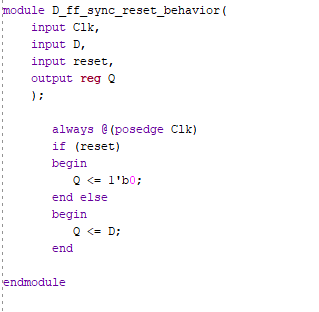 module D_ff_sync_reset_behavior(
    input Clk,
    input D,
    input reset,
    output reg Q
    );

       always @(posedge Clk)
       if (reset)
       begin
          Q <= 1'b0;
       end else
       begin
          Q <= D;
       end

endmodule